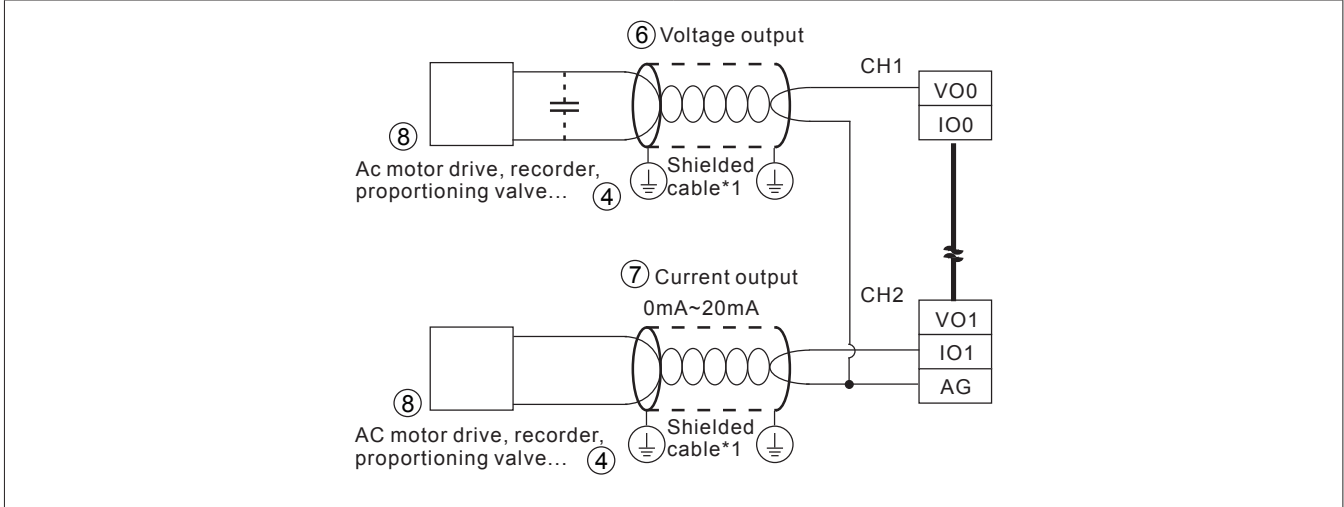 ⑥ Voltage output
CH1
VO0
IO0
⑧
Ac motor drive, recorder,
proportioning valve... ④
Shielded
cable*1
⑦ Current output
0mA~20mA
CH2
VO1
IO1
AG
⑧
AC motor drive, recorder,
proportioning valve... ④
Shielded
cable*1